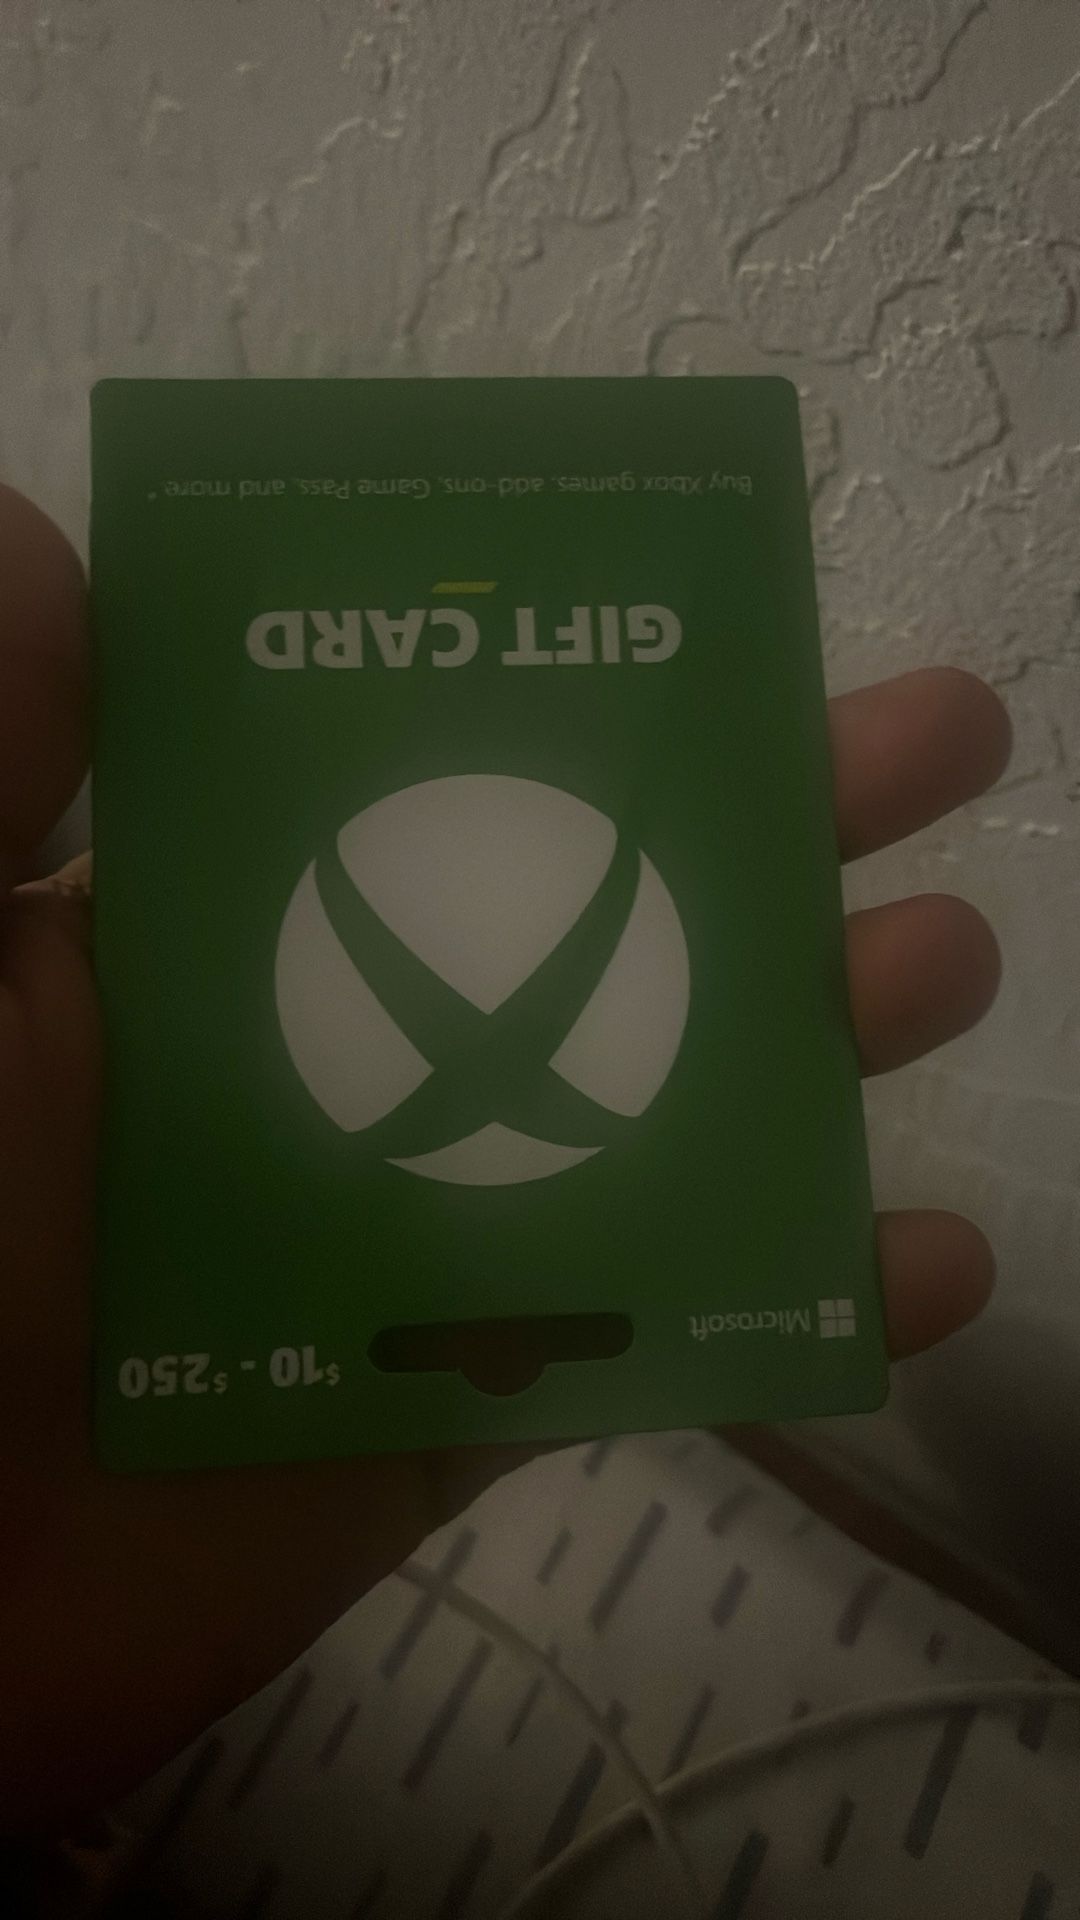 Microsoft
$10 - $250
GIFT CARD
Buy Xbox games, add-ons, Game Pass, and more.*